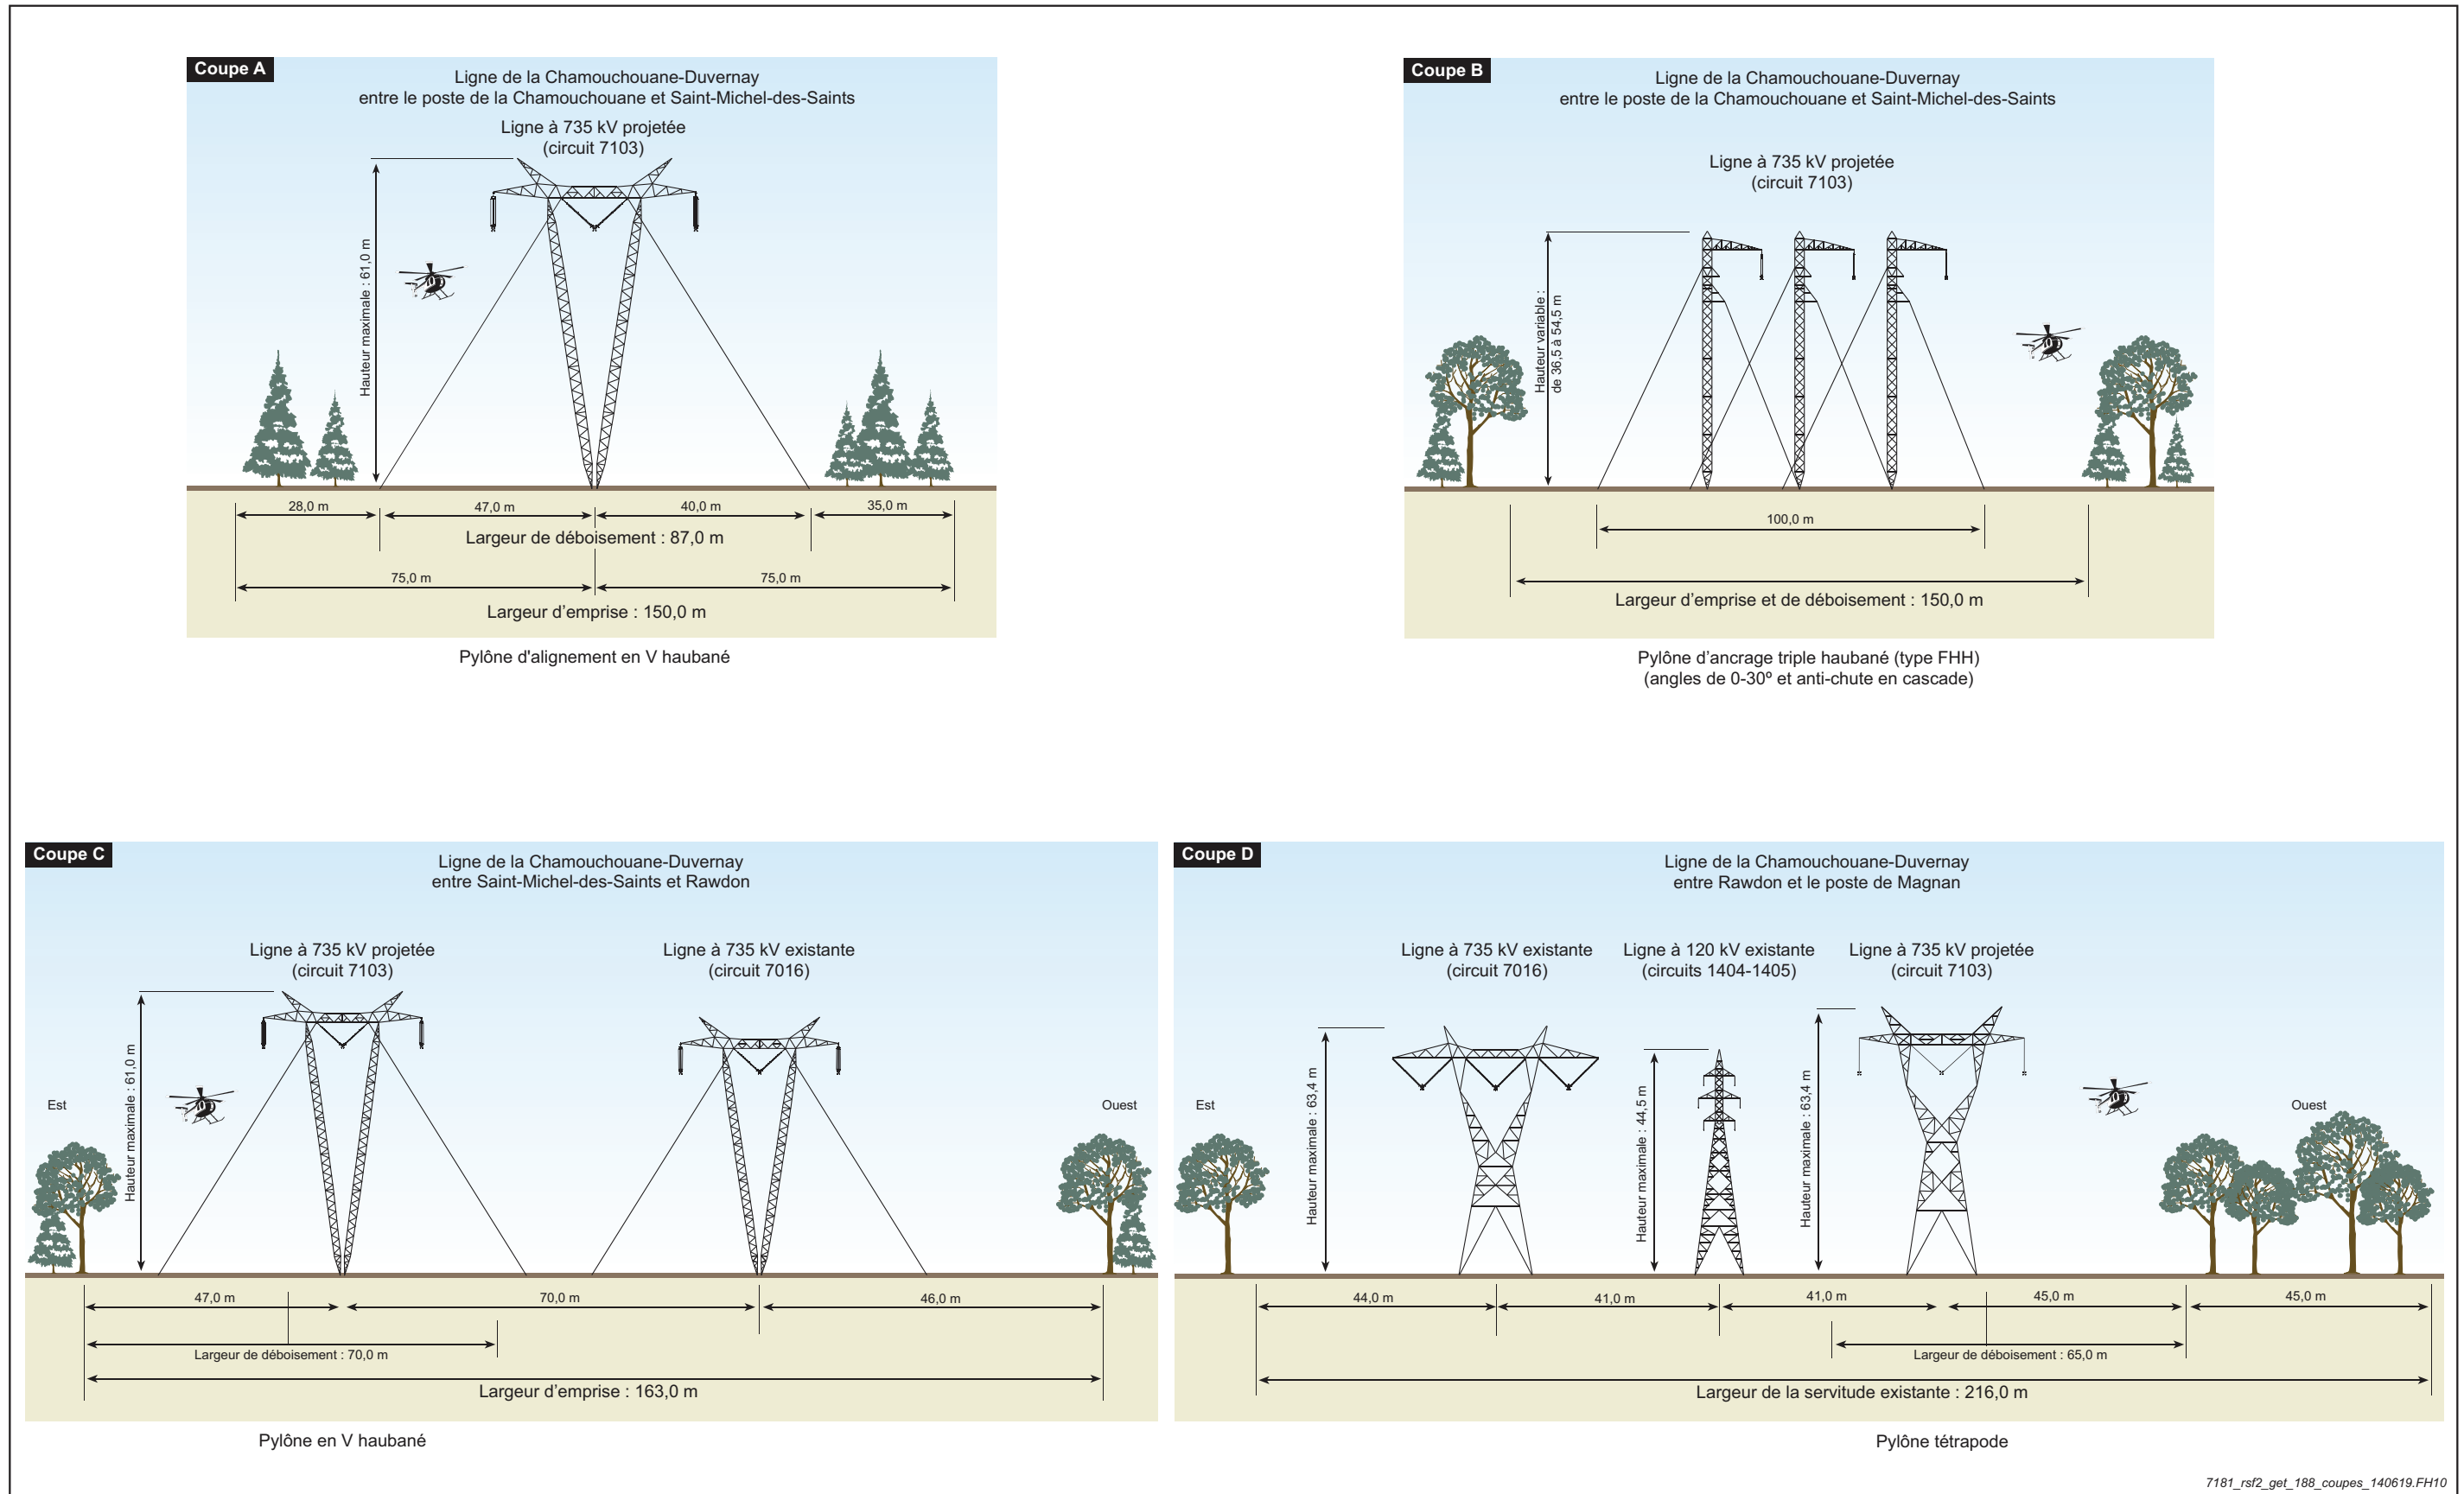 Coupe A
Ligne de la Chamouchouane-Duvernay
entre le poste de la Chamouchouane et Saint-Michel-des-Saints
Ligne à 735 kV projetée
(circuit 7103)
Hauteur maximale : 61,0 m
28,0 m
47,0 m
40,0 m
35,0 m
Largeur de déboisement : 87,0 m
75,0 m
75,0 m
Largeur d’emprise : 150,0 m
Pylône d'alignement en V haubané
Coupe B
Ligne de la Chamouchouane-Duvernay
entre le poste de la Chamouchouane et Saint-Michel-des-Saints
Ligne à 735 kV projetée
(circuit 7103)
Hauteur variable :
de 36,5 à 54,5 m
100,0 m
Largeur d’emprise et de déboisement : 150,0 m
Pylône d’ancrage triple haubané (type FHH)
(angles de 0-30º et anti-chute en cascade)
Coupe C
Ligne de la Chamouchouane-Duvernay
entre Saint-Michel-des-Saints et Rawdon
Ligne à 735 kV projetée
(circuit 7103)
Ligne à 735 kV existante
(circuit 7016)
Hauteur maximale : 61,0 m
Est
Ouest
47,0 m
70,0 m
46,0 m
Largeur de déboisement : 70,0 m
Largeur d’emprise : 163,0 m
Pylône en V haubané
Coupe D
Ligne de la Chamouchouane-Duvernay
entre Rawdon et le poste de Magnan
Ligne à 735 kV existante
(circuit 7016)
Ligne à 120 kV existante
(circuits 1404-1405)
Ligne à 735 kV projetée
(circuit 7103)
Est
Hauteur maximale : 63,4 m
Hauteur maximale : 44,5 m
Hauteur maximale : 63,4 m
Ouest
44,0 m
41,0 m
41,0 m
45,0 m
45,0 m
Largeur de déboisement : 65,0 m
Largeur de la servitude existante : 216,0 m
Pylône tétrapode
7181_rsf2_get_188_coupes_140619.FH10